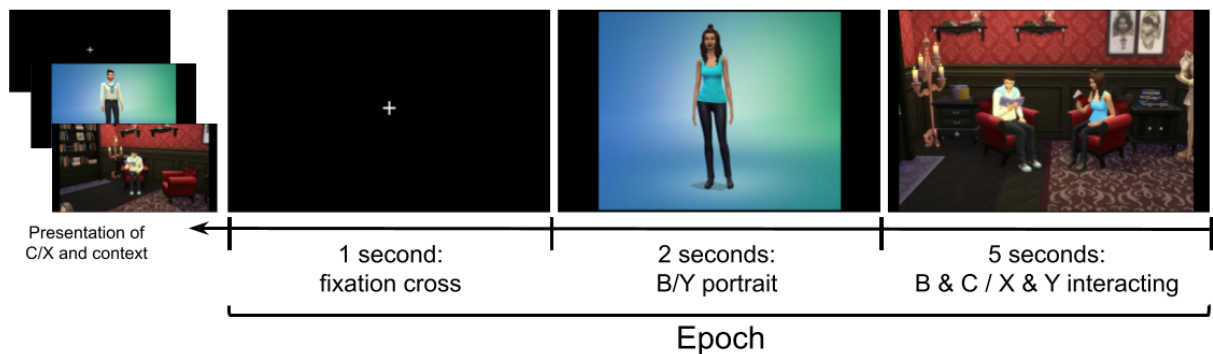 Presentation of
C/X and context
1 second:
fixation cross
2 seconds:
B/Y portrait
5 seconds:
B & C / X & Y interacting
Epoch